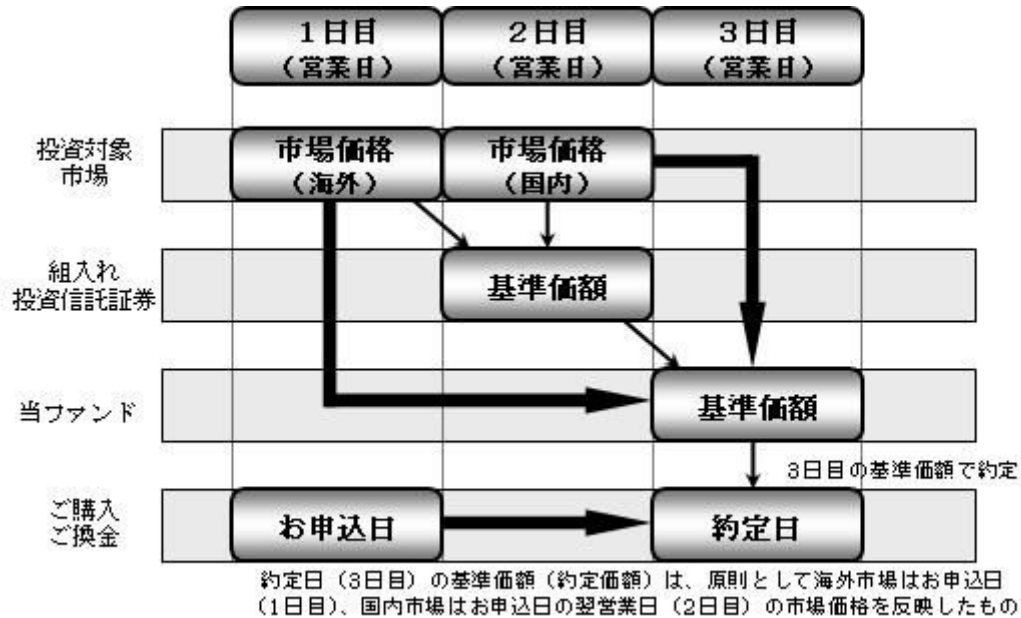 1日目
（営業日）
2日目
（営業日）
3日目
（営業日）
投資対象
市場
市場価格
（海外）
市場価格
（国内）
組入れ
投資信託証券
基準価額
当ファンド
基準価額
3日目の基準価額で約定
ご購入
ご換金
お申込日
約定日
約定日（3日目）の基準価額（約定価額）は、原則として海外市場はお申込日
（1日目）、国内市場はお申込日の翌営業日（2日目）の市場価格を反映したもの